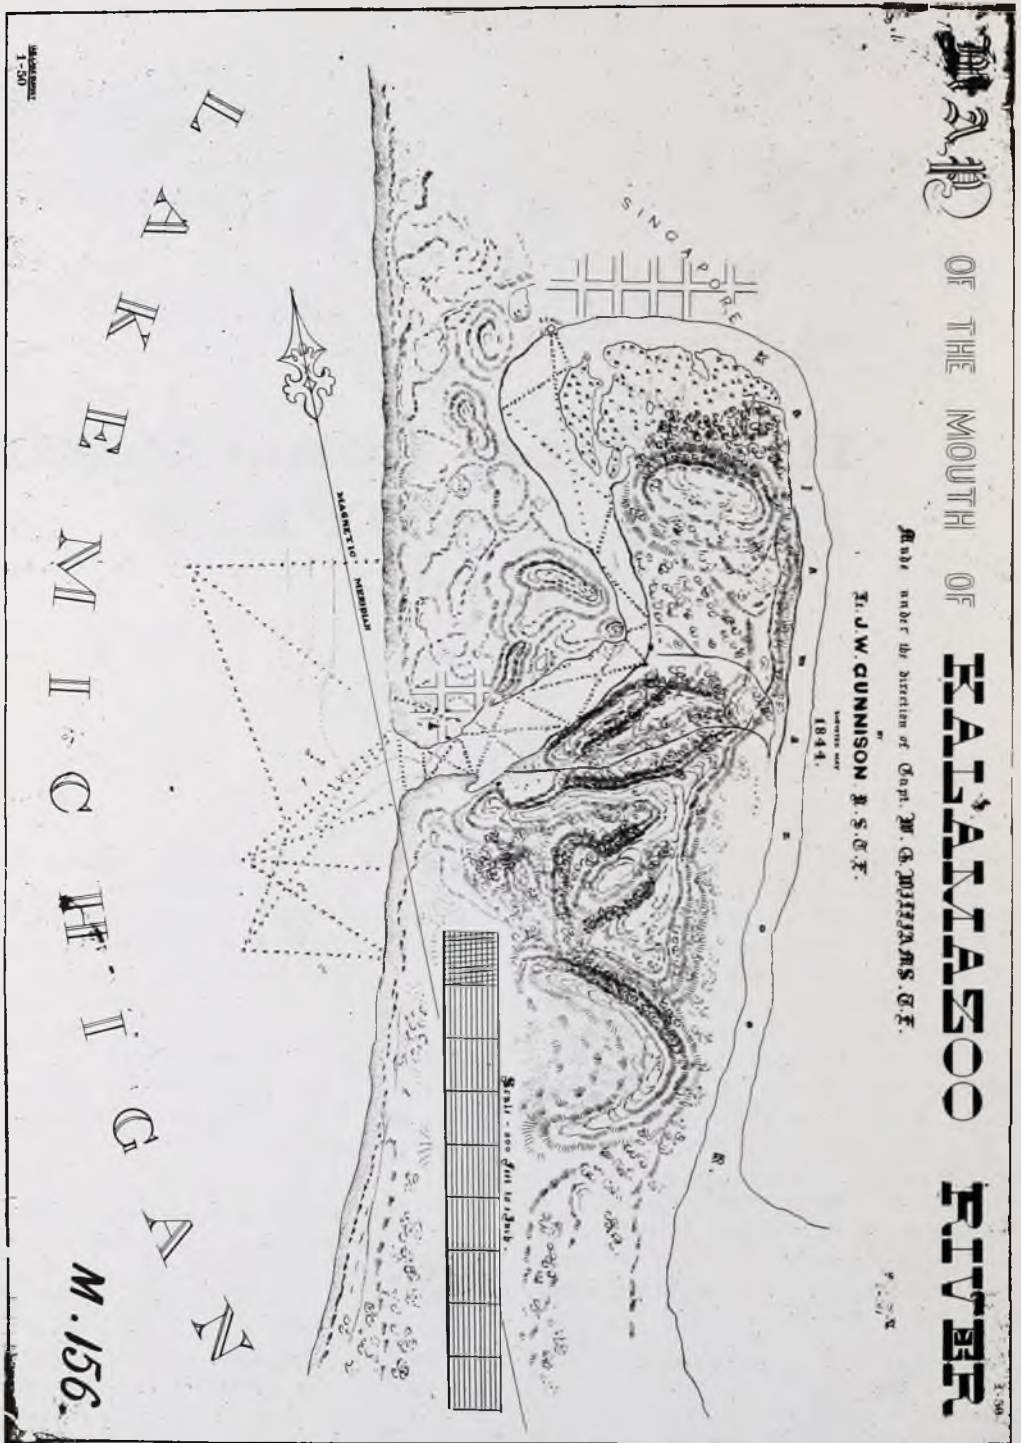 MAP OF THE MOUTH OF KALAMAZOO RIVER
Made under the direction of Capt. W. G. WILLIAMS. T.E.
BY
Lt. J.W. GUNNISON. U.S.T.E.
1844.
SINGAPORE
KALAMAZOO R.
MAGNETIC MERIDIAN
Scale - 200 feet to 1 Inch.
LAKE MICHIGAN
M.156.
1-50